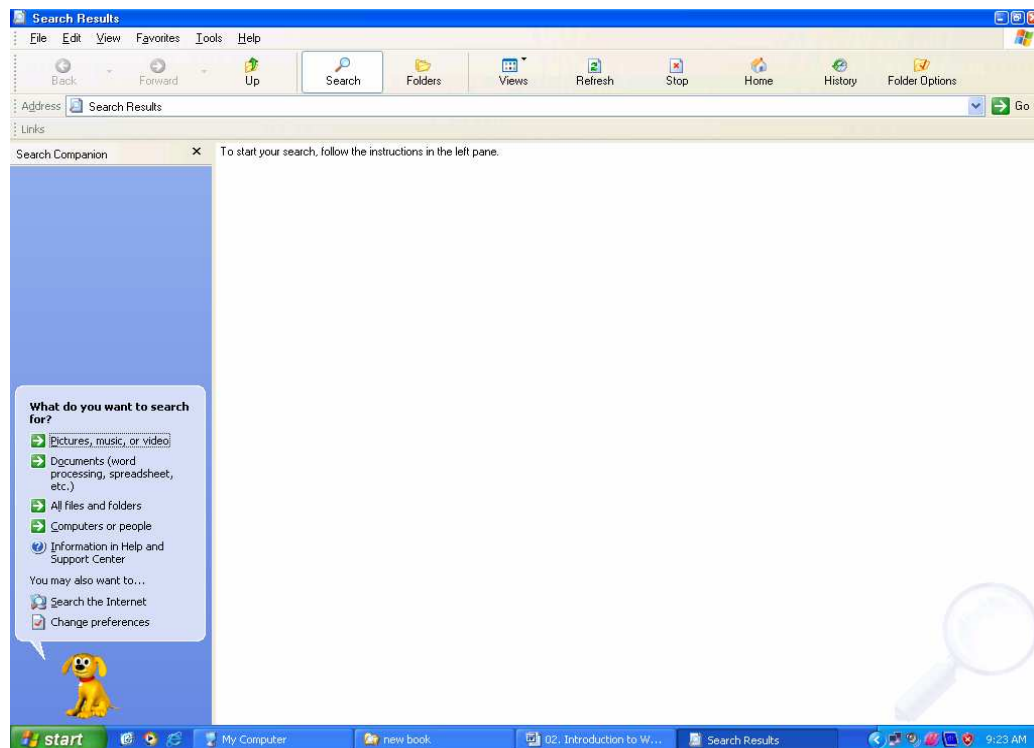 Search Results
File Edit View Favorites Tools Help
Back Forward Up Search Folders Views Refresh Stop Home History Folder Options
Address Search Results Go
Links
Search Companion
To start your search, follow the instructions in the left pane.
What do you want to search
for?
Pictures, music, or video
Documents (word
processing, spreadsheet,
etc.)
All files and folders
Computers or people
Information in Help and
Support Center
You may also want to...
Search the Internet
Change preferences
start My Computer new book 02. Introduction to W... Search Results 9:23 AM